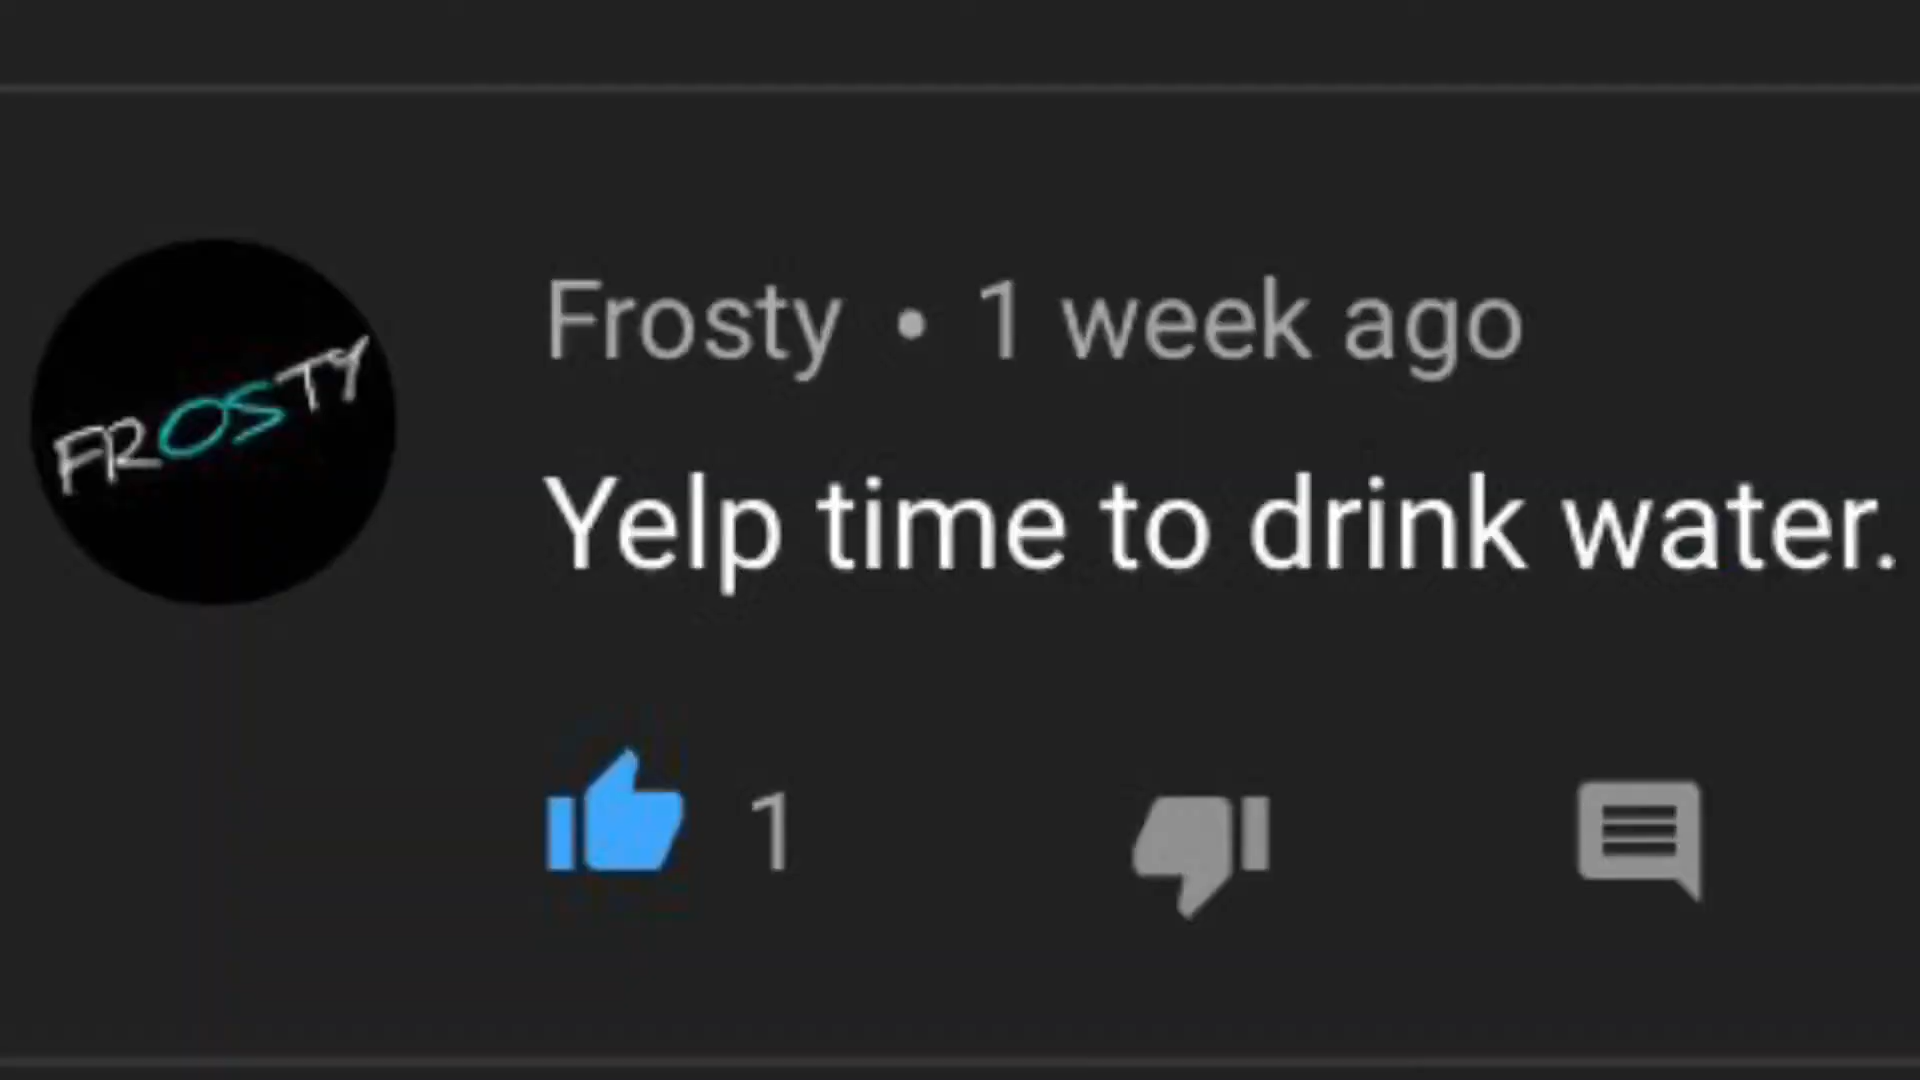 FROSTY
Frosty • 1 week ago
Yelp time to drink water.
1